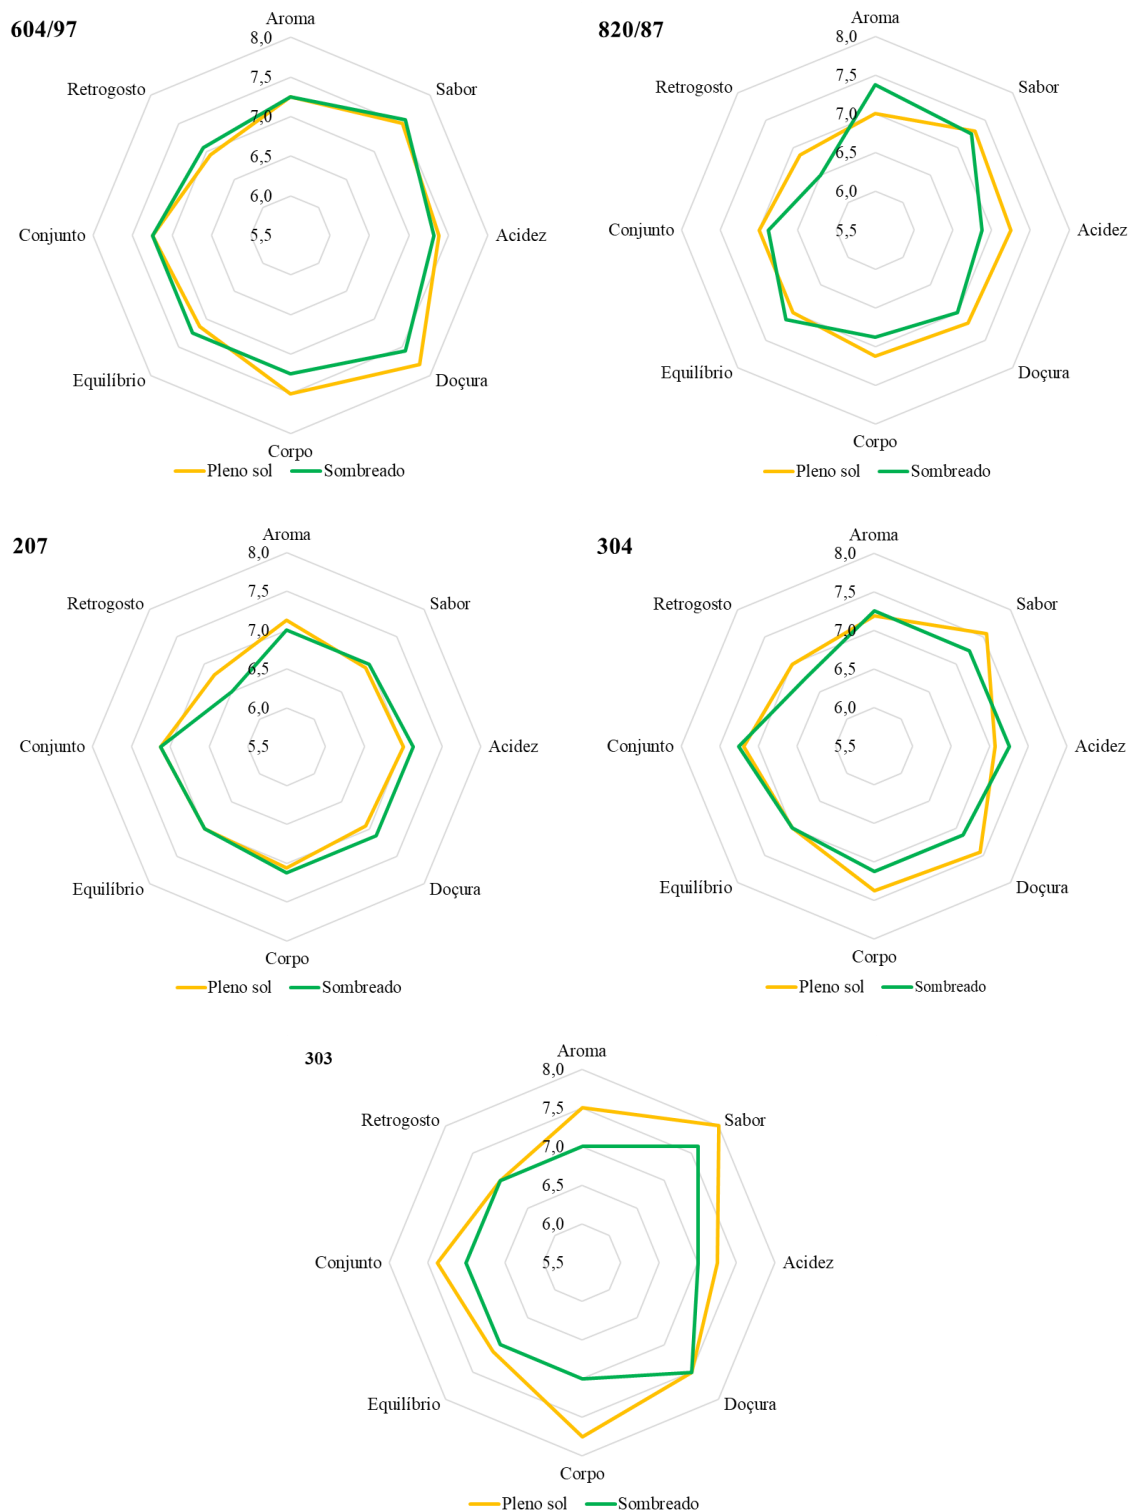 604/97
Aroma
8,0
7,5
7,0
6,5
6,0
5,5
Sabor
Acidez
Doçura
Corpo
Equilíbrio
Conjunto
Retrogosto
Pleno sol Sombreado
820/87
Aroma
8,0
7,5
7,0
6,5
6,0
5,5
Sabor
Acidez
Doçura
Corpo
Equilíbrio
Conjunto
Retrogosto
Pleno sol Sombreado
207
Aroma
8,0
7,5
7,0
6,5
6,0
5,5
Sabor
Acidez
Doçura
Corpo
Equilíbrio
Conjunto
Retrogosto
Pleno sol Sombreado
304
Aroma
8,0
7,5
7,0
6,5
6,0
5,5
Sabor
Acidez
Doçura
Corpo
Equilíbrio
Conjunto
Retrogosto
Pleno sol Sombreado
303
Aroma
8,0
7,5
7,0
6,5
6,0
5,5
Sabor
Acidez
Doçura
Corpo
Equilíbrio
Conjunto
Retrogosto
Pleno sol Sombreado